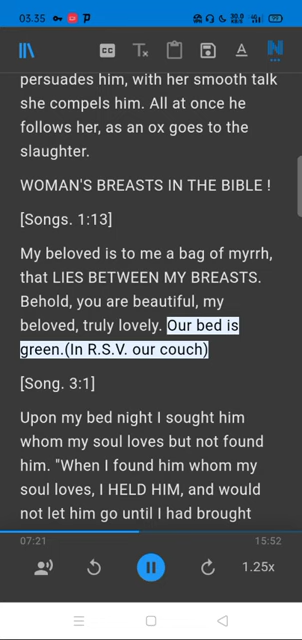 03.35
persuades him, with her smooth talk
she compels him. All at once he
follows her, as an ox goes to the
slaughter.
WOMAN'S BREASTS IN THE BIBLE !
[Songs. 1:13]
My beloved is to me a bag of myrrh,
that LIES BETWEEN MY BREASTS.
Behold, you are beautiful, my
beloved, truly lovely. Our bed is
green.(In R.S.V. our couch)
[Song. 3:1]
Upon my bed night I sought him
whom my soul loves but not found
him. "When I found him whom my
soul loves, I HELD HIM, and would
not let him go until I had brought
07:21
15:52
1.25x